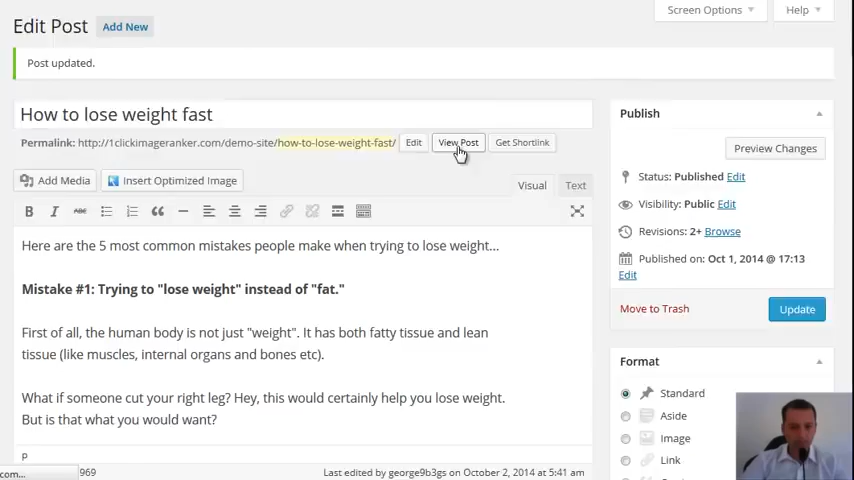 Screen Options
Help
Edit Post
Add New
Post updated.
How to lose weight fast
Permalink: http://1clickimageranker.com/demo-site/how-to-lose-weight-fast/
Edit
View Post
Get Shortlink
Add Media
Insert Optimized Image
Visual
Text
B I ABC
Here are the 5 most common mistakes people make when trying to lose weight...
Mistake #1: Trying to "lose weight" instead of "fat."
First of all, the human body is not just "weight". It has both fatty tissue and lean
tissue (like muscles, internal organs and bones etc).
What if someone cut your right leg? Hey, this would certainly help you lose weight.
But is that what you would want?
p
com...
969
Last edited by george9b3gs on October 2, 2014 at 5:41 am
Publish
Preview Changes
Status: Published Edit
Visibility: Public Edit
Revisions: 2+ Browse
Published on: Oct 1, 2014 @ 17:13
Edit
Move to Trash
Update
Format
Standard
Aside
Image
Link